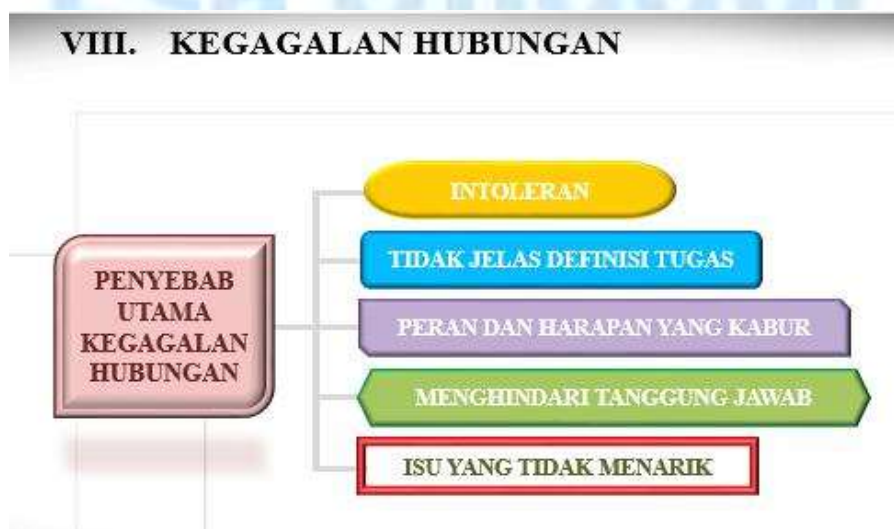 VIII. KEGAGALAN HUBUNGAN
PENYEBAB
UTAMA
KEGAGALAN
HUBUNGAN
INTOLERAN
TIDAK JELAS DEFINISI TUGAS
PERAN DAN HARAPAN YANG KABUR
MENGHINDARI TANGGUNG JAWAB
ISU YANG TIDAK MENARIK